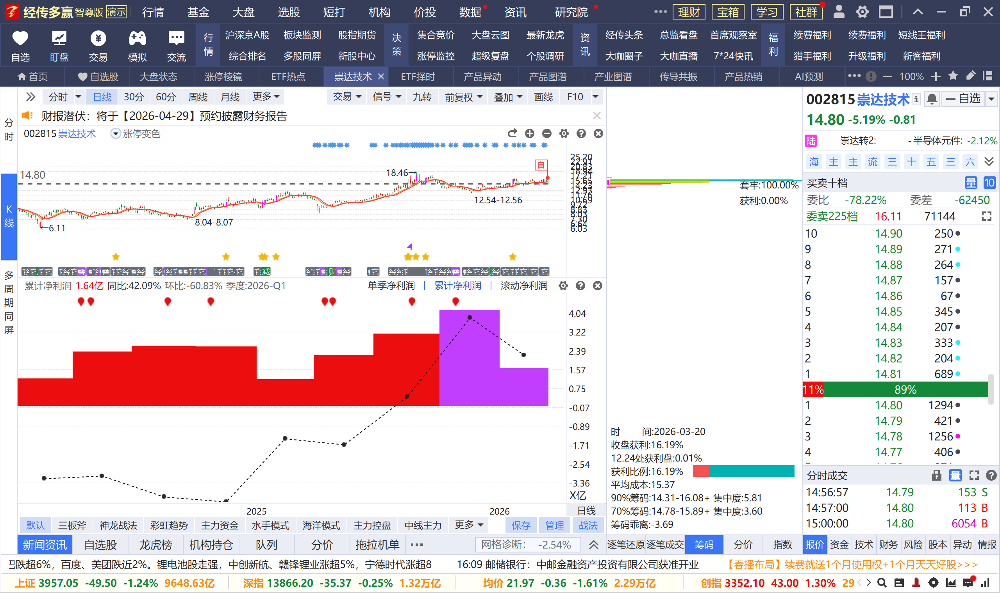 经传多赢 智尊版 演示 行情 基金 大盘 选股 短打 机构 价投 数据 资讯 研究院 理财 宝箱 学习 社群
自选 盯盘 交易 模拟 交流
行情 沪深京A股 板块监测 股指期货 决策 集合竞价 大盘云图 最新龙虎 资讯 经传头条 总监看盘 首席观察室 福利 续费福利 续费福利 短线王福利
综合排名 多股同屏 新股中心 涨停监控 超级复盘 个股调研 大咖圈子 大咖直播 7*24快讯 猎手福利 升级福利 新客福利
首页 自选股 大盘状态 涨停棱镜 ETF热点 崇达技术 ETF择时 产品异动 产品图谱 产业图谱 传导共振 产品热销 AI预测 100%
分时 K线 多周期同屏
分时 日线 30分 60分 周线 月线 更多 交易 信号 九转 前复权 叠加 画线 F10
财报潜伏：将于【2026-04-29】预约披露财务报告
002815 崇达技术 涨停变色
25.20
22.91
20.83
18.94
17.21
15.65
14.23
12.93
11.76
10.69
9.72
8.83
8.03
7.30
6.64
6.03
14.80
18.46→
自
12.54-12.56
8.04-8.07
←6.11
累计净利润 1.64亿 同比:42.09% 环比:-60.83% 季度:2026-Q1 单季净利润 | 累计净利润 | 滚动净利润
4.04
3.22
2.39
1.57
0.75
-0.07
-0.89
-1.71
-2.54
-3.36
X亿
2025 2026 日线
默认 三板斧 神龙战法 彩虹趋势 主力资金 水手模式 海洋模式 主力控盘 中线主力 更多 保存 管理 战法
新闻资讯 自选股 龙虎榜 机构持仓 队列 分价 拖拉机单 网格诊断： -2.54%
套牢:100.00%
获利:0.00%
时 间:2026-03-20
收盘获利:16.19%
12.24处获利盘:0.01%
获利比例:16.19%
平均成本:15.37
90%筹码:14.31-16.08+ 集中度:5.81
70%筹码:14.78-15.89+ 集中度:3.60
筹码乖离:-3.69
逐笔还原 逐笔成交 筹码 分价 指数
002815 崇达技术 自选
14.80 -5.19% -0.81
陆 崇达转2: - 半导体元件: -2.12%
海 主 主 流 三 十 五 三 六
买卖十档 量 10
委比 -78.22% 委差 -62450
委卖225档 16.11 71144
10 14.90 250
9 14.89 271
8 14.88 264
7 14.87 157
6 14.86 67
5 14.85 345
4 14.84 207
3 14.83 333
2 14.82 204
1 14.81 689
11% 89%
1 14.80 1294
2 14.79 421
3 14.78 1256
4 14.77 406
分时成交 量
14:56:57 14.79 153 S
14:57:00 14.80 113 B
15:00:00 14.80 6054 B
报价 资金 技术 财务 风险 股本 异动 情报
跌超6%，百度、美团跌近2%。锂电池股走强，中创新航、赣锋锂业涨超5%，宁德时代涨超8 16:09 邮储银行：中邮金融资产投资有限公司获准开业 【春播布局】续费就送1个月使用权+1个月天天好股>>>
上证 3957.05 -49.50 -1.24% 9648.63亿 深指 13866.20 -35.37 -0.25% 1.32万亿 均价 21.97 -0.36 -1.61% 2.29万亿 创指 3352.10 43.00 1.30% 29